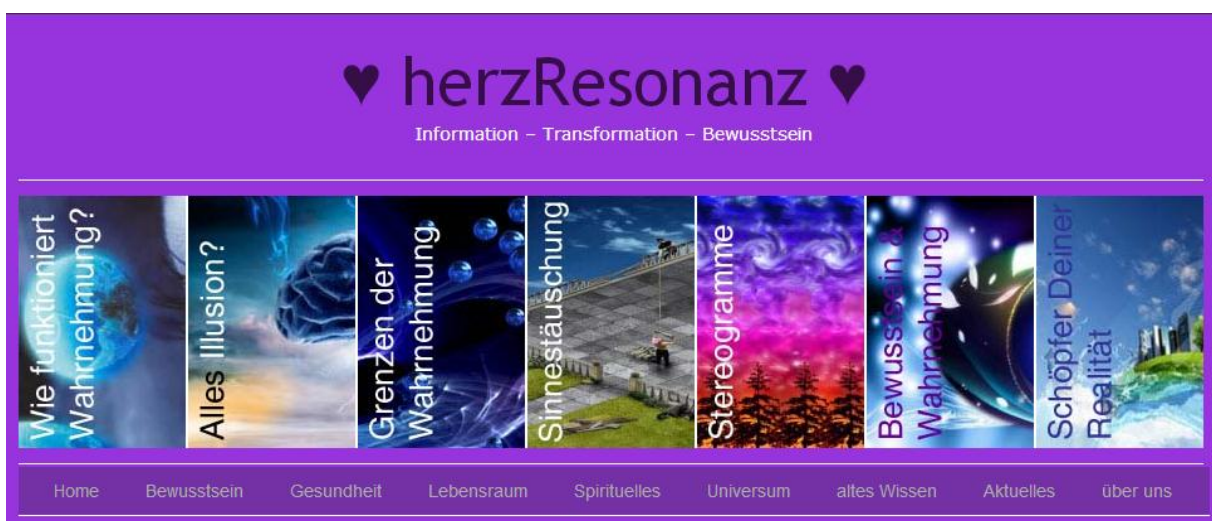 ♥ herzResonanz ♥
Information – Transformation – Bewusstsein
Wie funktioniert
Wahrnehmung?
Alles Illusion?
Grenzen der
Wahrnehmung
Sinnestäuschung
Stereogramme
Bewusstsein &
Wahrnehmung
Schöpfer Deiner
Realität
Home Bewusstsein Gesundheit Lebensraum Spirituelles Universum altes Wissen Aktuelles über uns